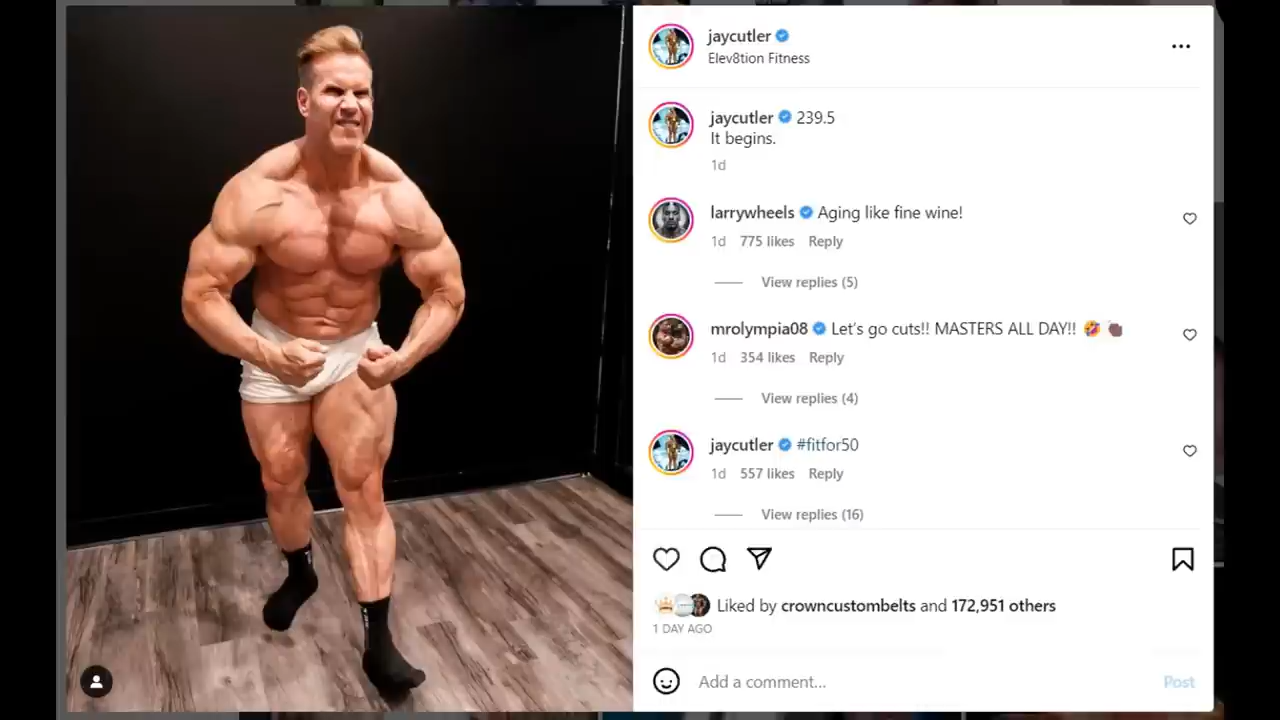 jaycutler
Elev8tion Fitness
jaycutler 239.5
It begins.
1d
larrywheels Aging like fine wine!
1d 775 likes Reply
View replies (5)
mrolympia08 Let's go cuts!! MASTERS ALL DAY!! 🤣 👏🏿
1d 354 likes Reply
View replies (4)
jaycutler #fitfor50
1d 557 likes Reply
View replies (16)
Liked by crowncustombelts and 172,951 others
1 DAY AGO
Add a comment... Post